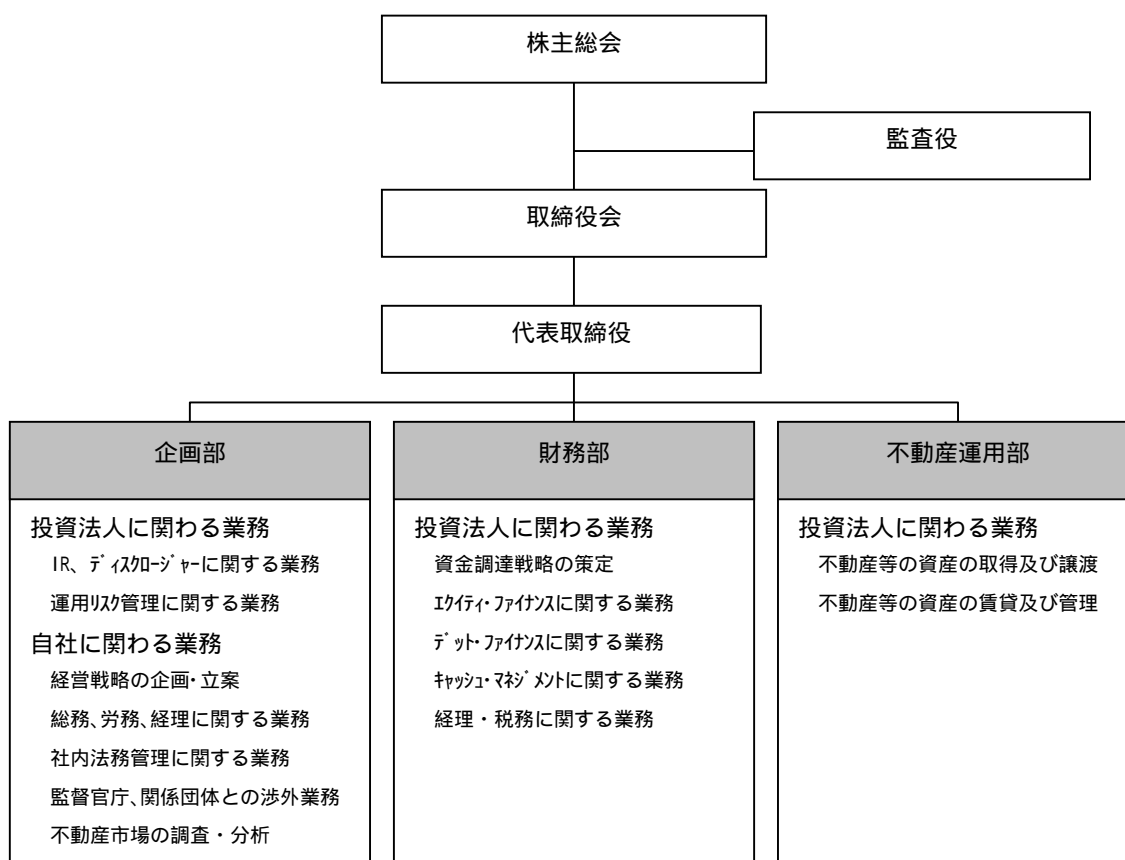 株主総会
監査役
取締役会
代表取締役
企画部
投資法人に関わる業務
IR、ﾃﾞｨｽｸﾛｰｼﾞｬｰに関する業務
運用ﾘｽｸ管理に関する業務
自社に関わる業務
経営戦略の企画･立案
総務､労務､経理に関する業務
社内法務管理に関する業務
監督官庁､関係団体との渉外業務
不動産市場の調査・分析
財務部
投資法人に関わる業務
資金調達戦略の策定
ｴｸｲﾃｨ･ﾌｧｲﾅﾝｽに関する業務
ﾃﾞｯﾄ･ﾌｧｲﾅﾝｽに関する業務
ｷｬｯｼｭ･ﾏﾈｼﾞﾒﾝﾄに関する業務
経理・税務に関する業務
不動産運用部
投資法人に関わる業務
不動産等の資産の取得及び譲渡
不動産等の資産の賃貸及び管理